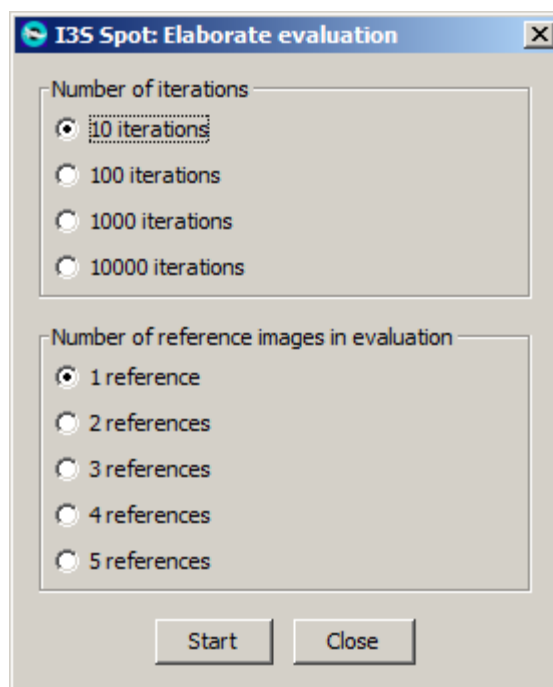 I3S Spot: Elaborate evaluation
Number of iterations
10 iterations
100 iterations
1000 iterations
10000 iterations
Number of reference images in evaluation
1 reference
2 references
3 references
4 references
5 references
Start Close